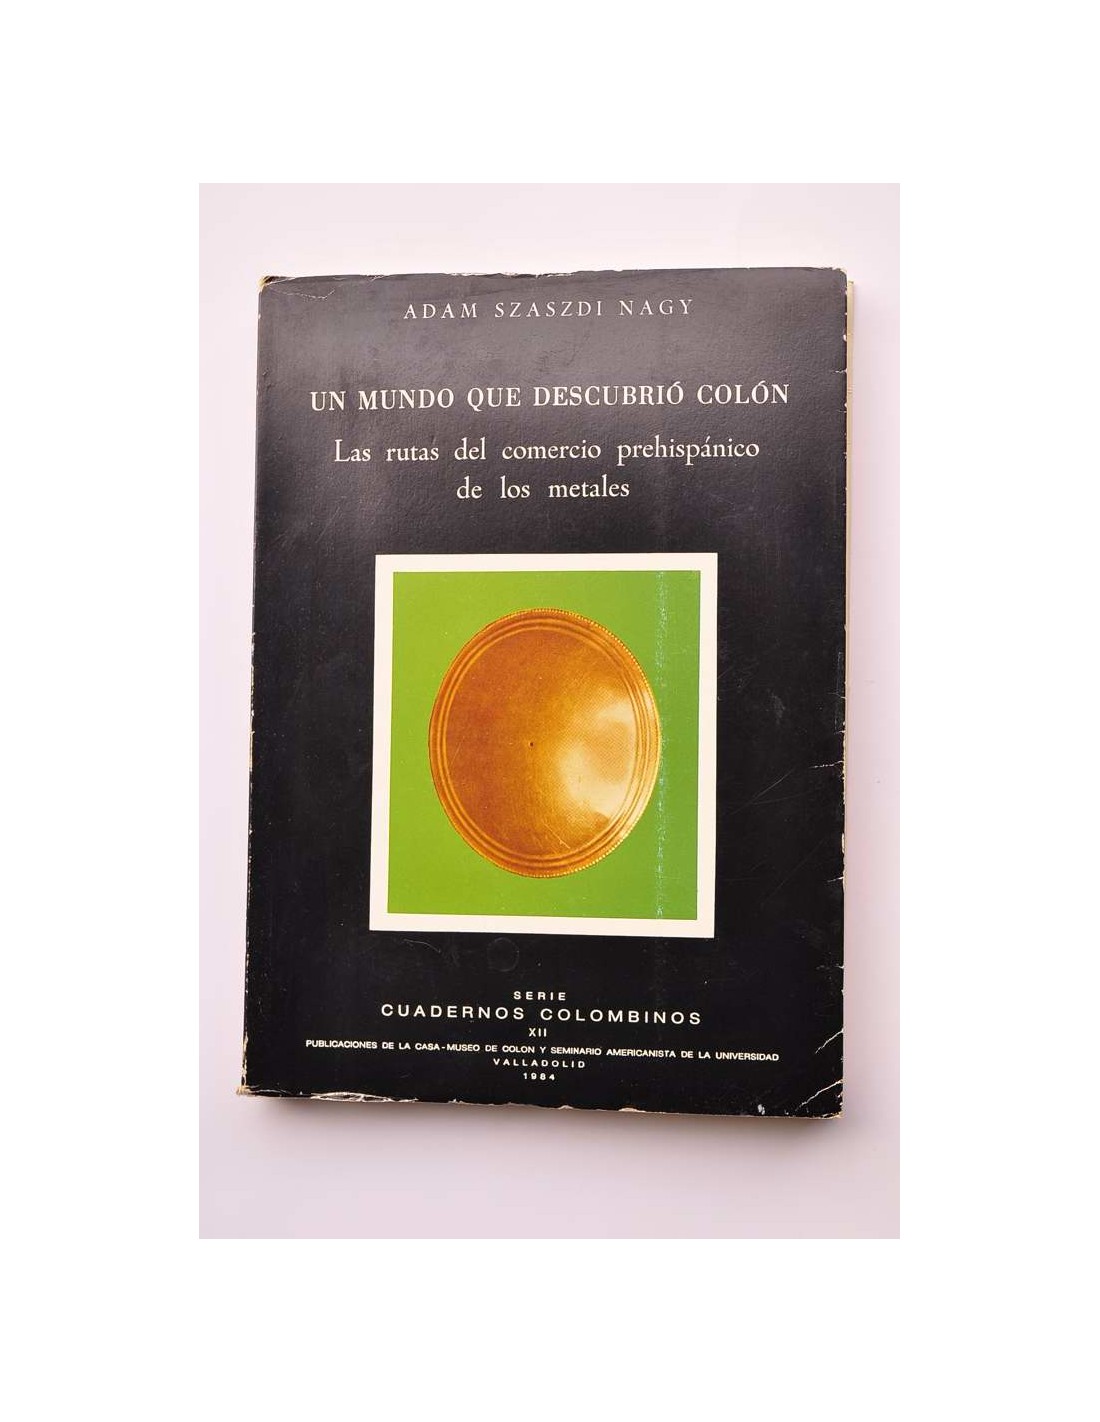 ADAM SZASZDI NAGY
UN MUNDO QUE DESCUBRIÓ COLÓN
Las rutas del comercio prehispánico
de los metales
SERIE
CUADERNOS COLOMBINOS
XII
PUBLICACIONES DE LA CASA-MUSEO DE COLON Y SEMINARIO AMERICANISTA DE LA UNIVERSIDAD
VALLADOLID
1984